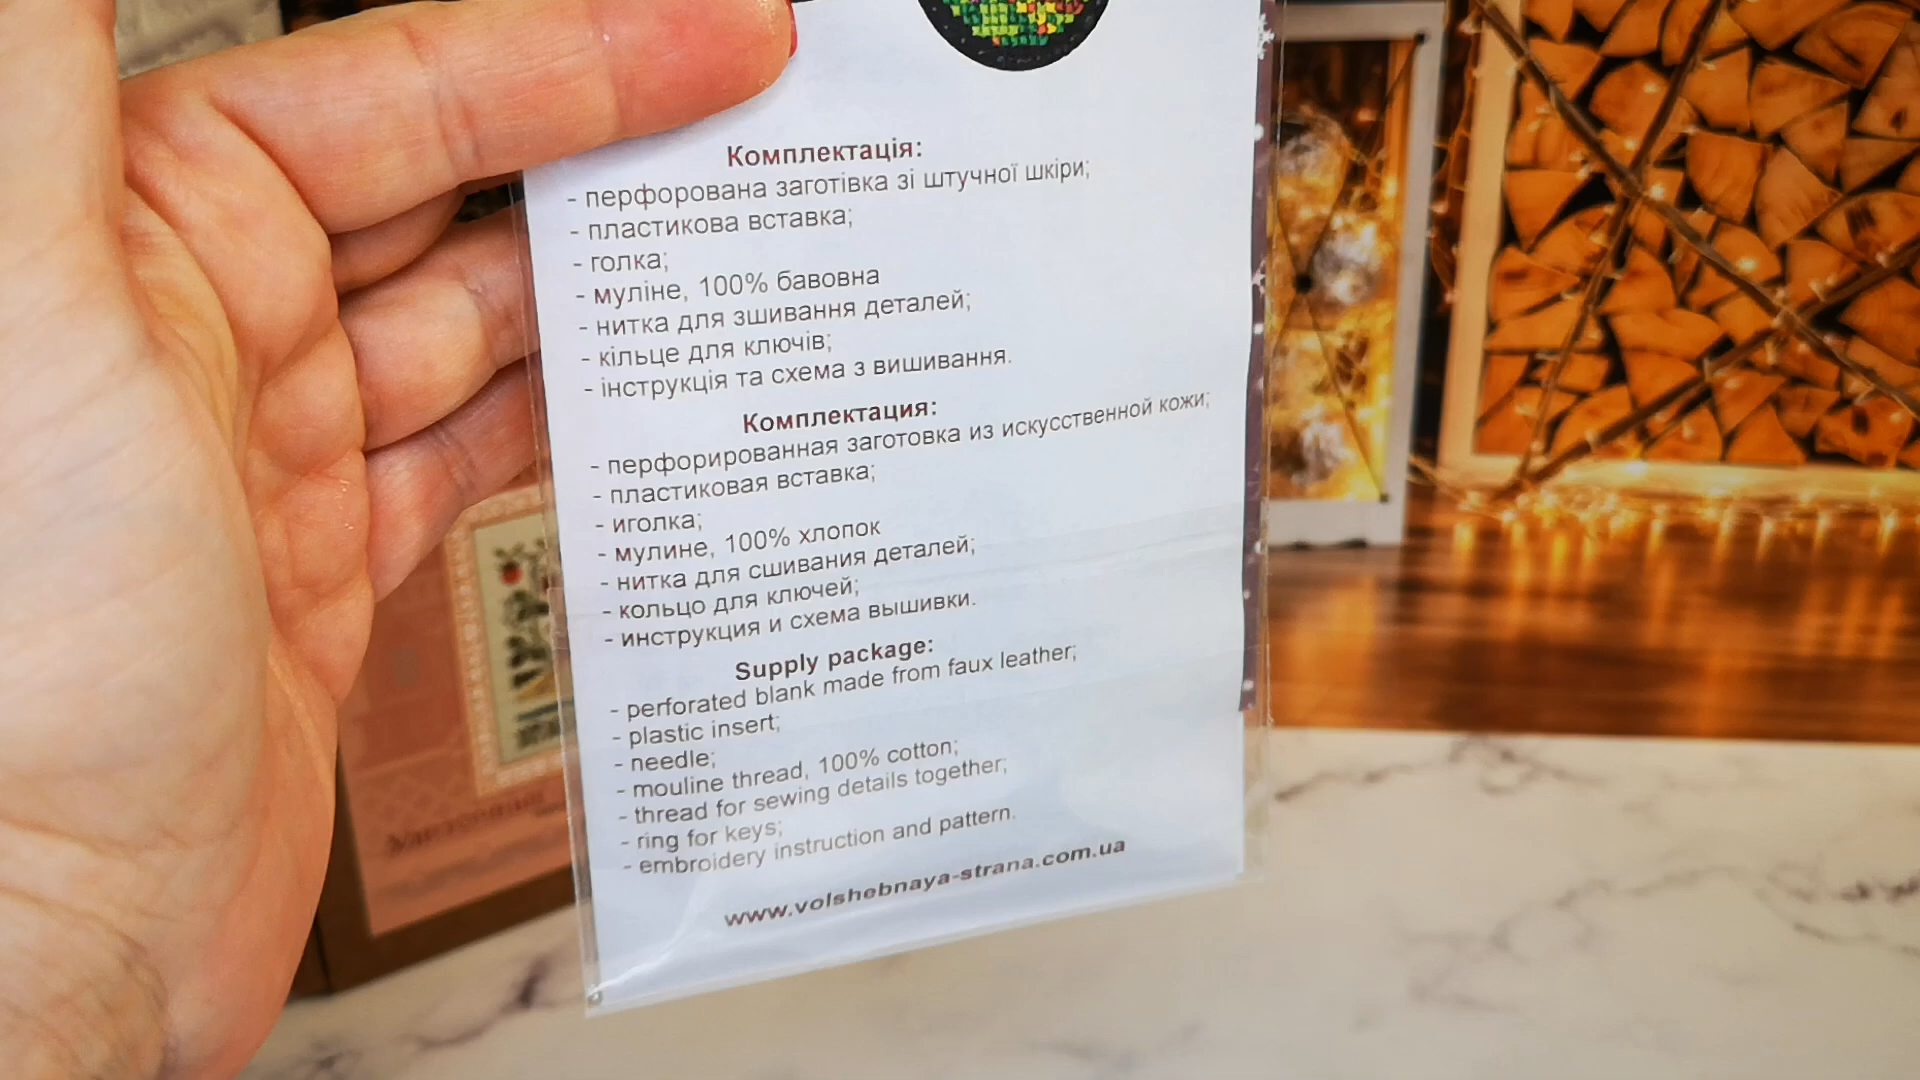 Комплектація:
- перфорована заготівка зі штучної шкіри;
- пластикова вставка;
- голка;
- муліне, 100% бавовна
- нитка для зшивання деталей;
- кільце для ключів;
- інструкція та схема з вишивання.
Комплектация:
- перфорированная заготовка из искусственной кожи;
- пластиковая вставка;
- иголка;
- мулине, 100% хлопок
- нитка для сшивания деталей;
- кольцо для ключей;
- инструкция и схема вышивки.
Supply package:
- perforated blank made from faux leather;
- plastic insert;
- needle;
- mouline thread, 100% cotton;
- thread for sewing details together;
- ring for keys;
- embroidery instruction and pattern.
www.volshebnaya-strana.com.ua